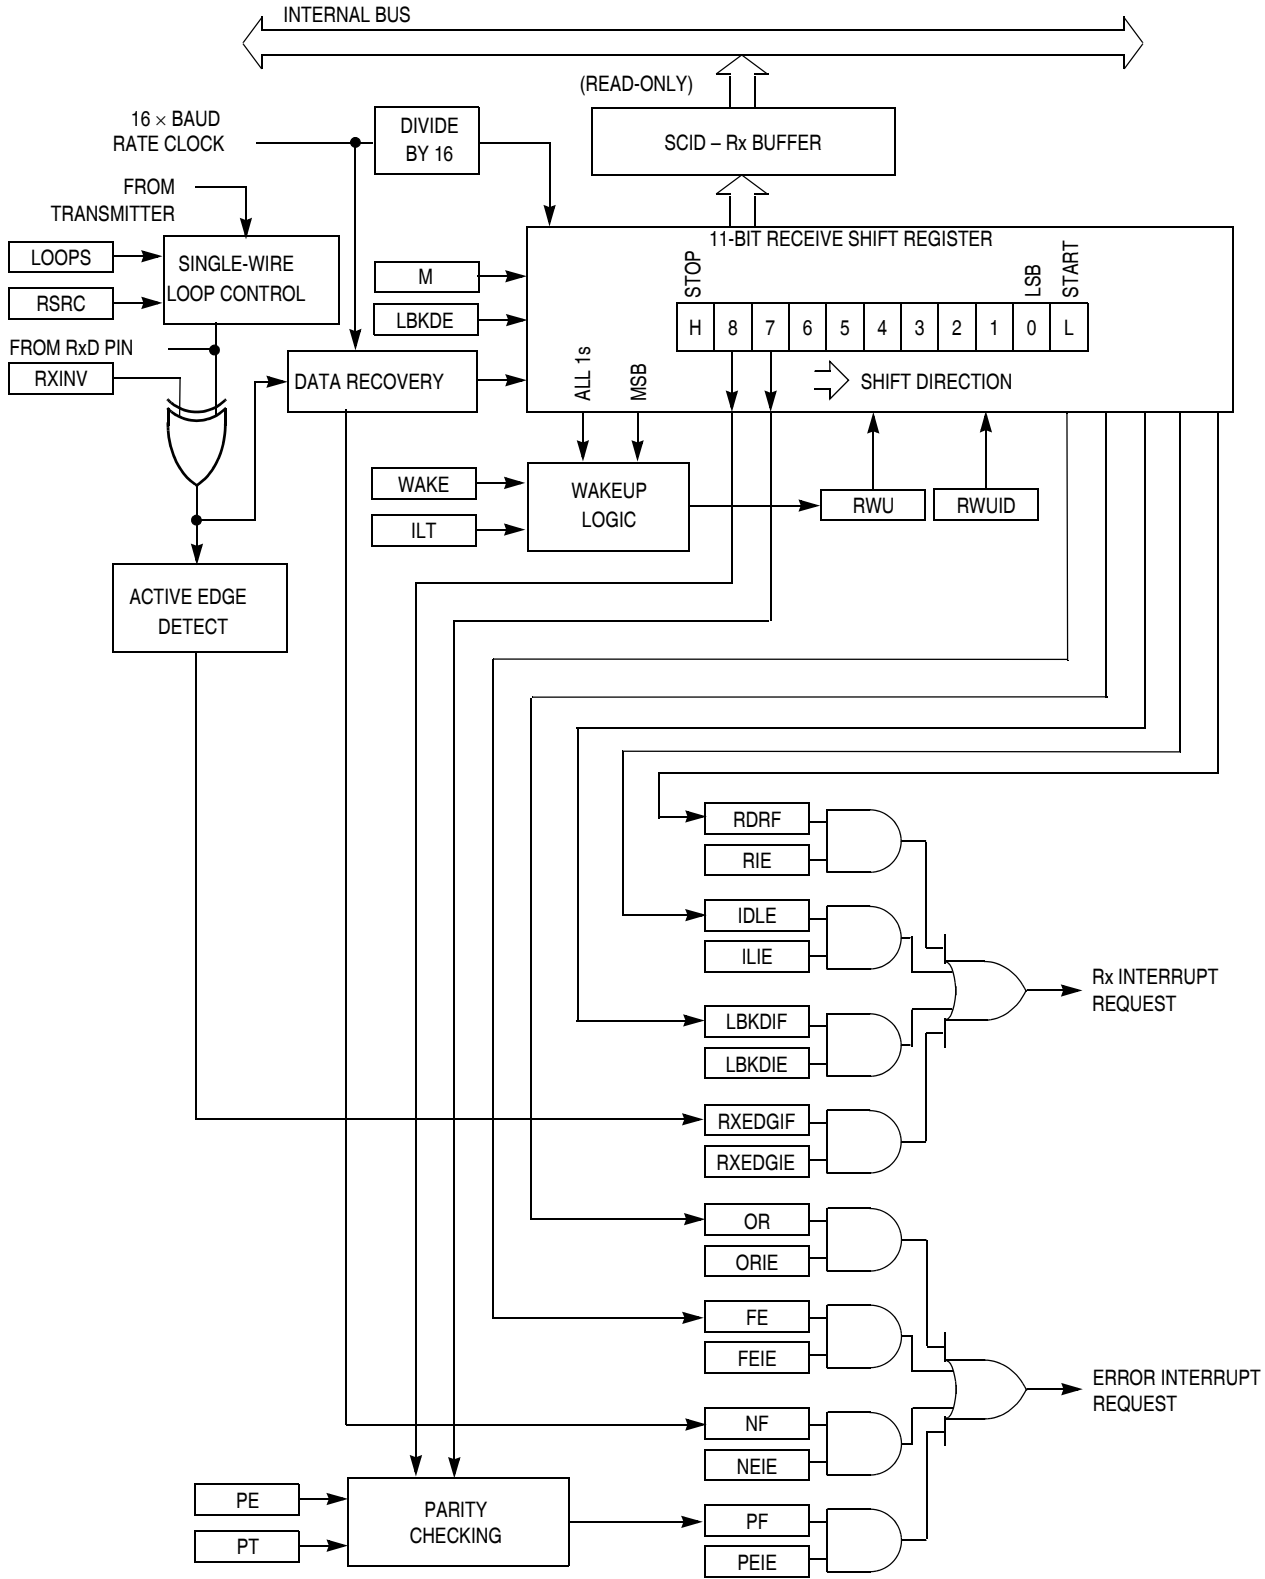 INTERNAL BUS
(READ-ONLY)
16 × BAUD
RATE CLOCK
DIVIDE
BY 16
SCID – Rx BUFFER
FROM
TRANSMITTER
LOOPS
RSRC
SINGLE-WIRE
LOOP CONTROL
11-BIT RECEIVE SHIFT REGISTER
M
LBKDE
STOP
LSB
START
H 8 7 6 5 4 3 2 1 0 L
FROM RxD PIN
RXINV
DATA RECOVERY
ALL 1s
MSB
SHIFT DIRECTION
WAKE
ILT
WAKEUP
LOGIC
RWU
RWUID
ACTIVE EDGE
DETECT
RDRF
RIE
IDLE
ILIE
Rx INTERRUPT
REQUEST
LBKDIF
LBKDIE
RXEDGIF
RXEDGIE
OR
ORIE
FE
FEIE
ERROR INTERRUPT
REQUEST
NF
NEIE
PE
PT
PARITY
CHECKING
PF
PEIE